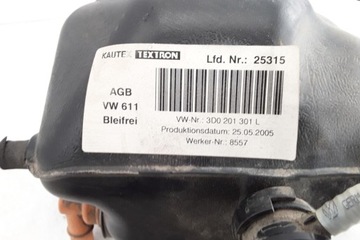 KAUTEX TEXTRON
Lfd. Nr.: 25315
AGB
VW 611
Bleifrei
VW-Nr.: 3D0 201 301 L
Produktionsdatum: 25.05.2005
Werker-Nr.: 8557